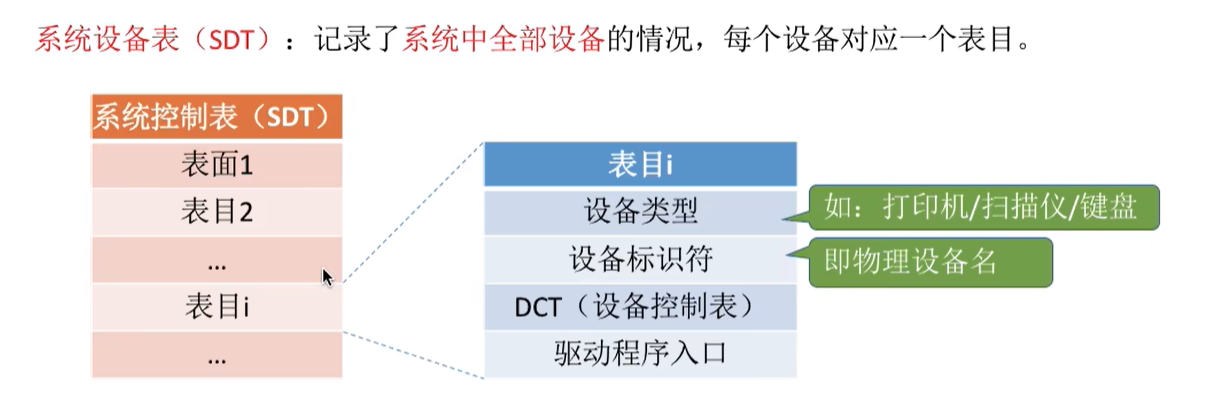 系统设备表（SDT）：记录了系统中全部设备的情况，每个设备对应一个表目。
系统控制表（SDT）
表面1
表目2
...
表目i
...
表目i
设备类型
设备标识符
DCT（设备控制表）
驱动程序入口
如：打印机/扫描仪/键盘
即物理设备名